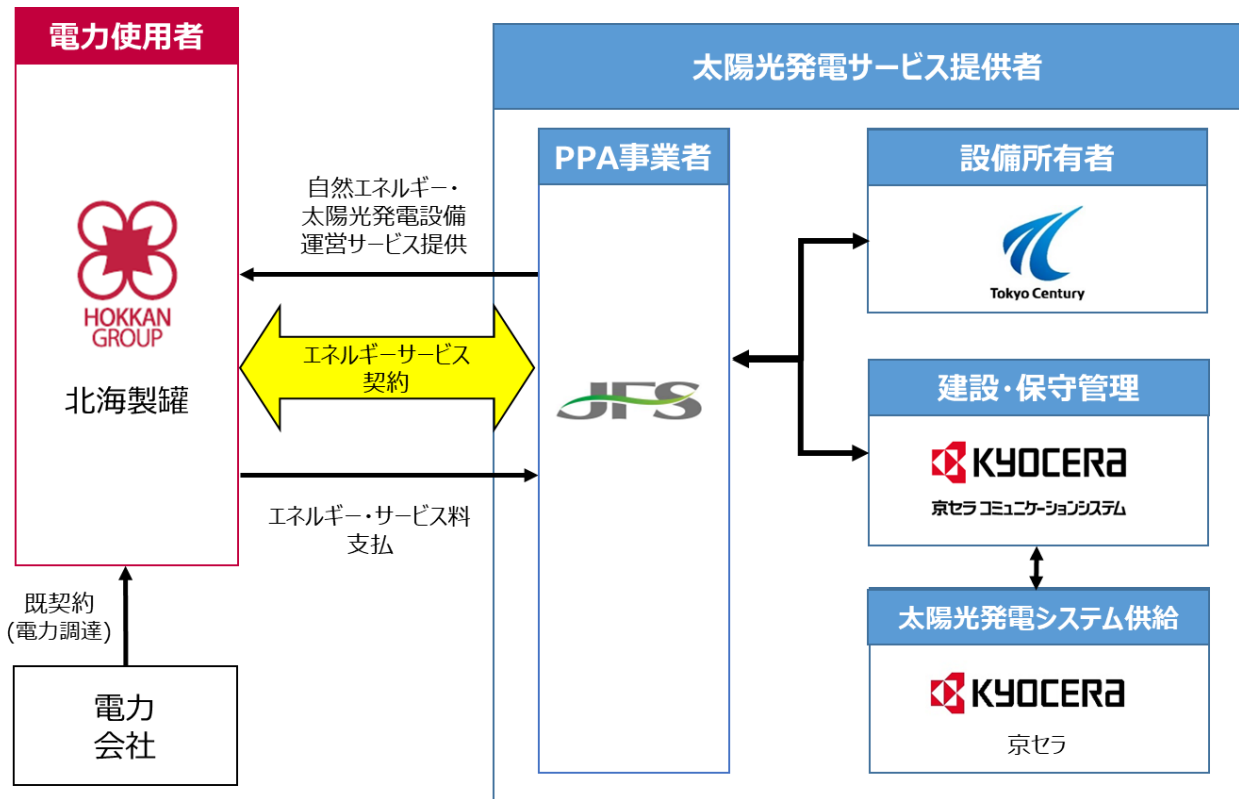 電力使用者
HOKKAN
GROUP
北海製罐
既契約
(電力調達)
電力
会社
自然エネルギー・
太陽光発電設備
運営サービス提供
エネルギーサービス
契約
エネルギー・サービス料
支払
太陽光発電サービス提供者
PPA事業者
JFS
設備所有者
Tokyo Century
建設・保守管理
KYOCERA
京セラ コミュニケーションシステム
太陽光発電システム供給
KYOCERA
京セラ